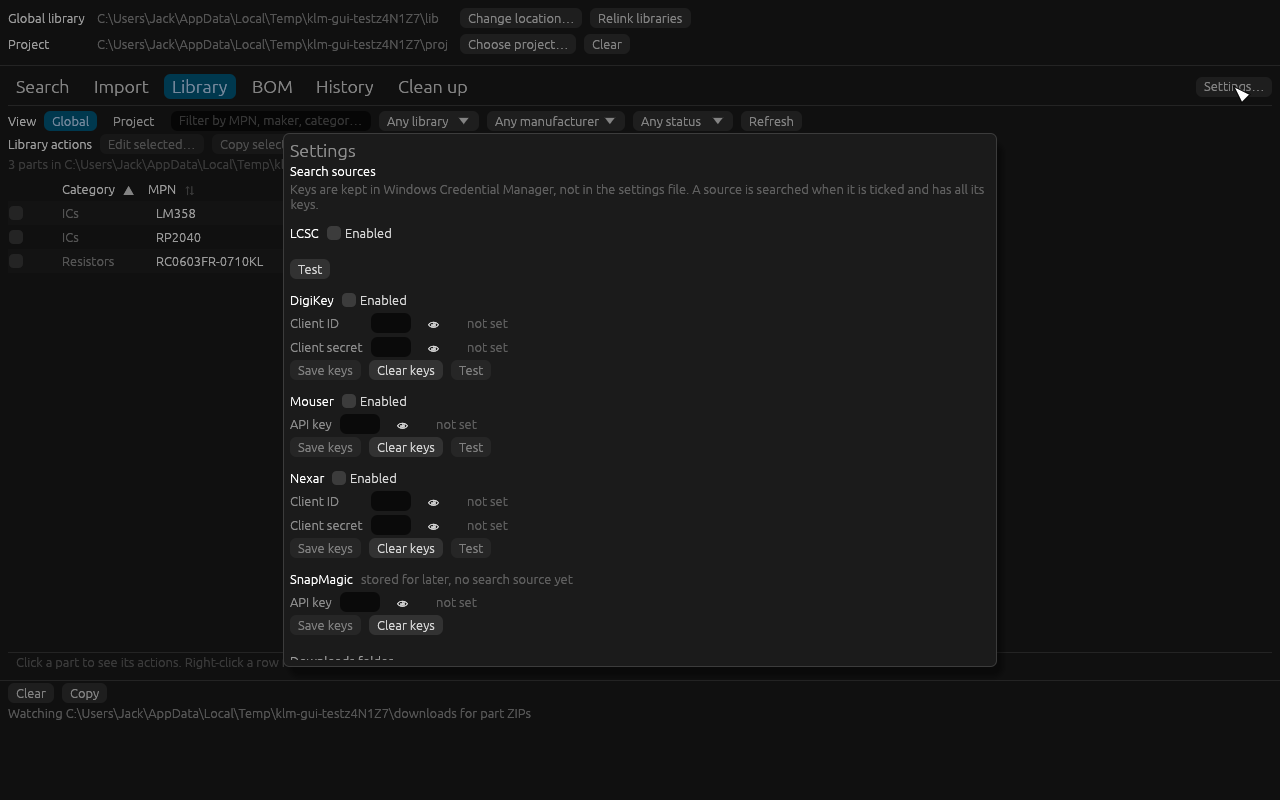 Global library C:\Users\Jack\AppData\Local\Temp\klm-gui-testz4N1Z7\lib Change location… Relink libraries
Project C:\Users\Jack\AppData\Local\Temp\klm-gui-testz4N1Z7\proj Choose project… Clear
Search Import Library BOM History Clean up Settings…
View Global Project Filter by MPN, maker, categor… Any library Any manufacturer Any status Refresh
Library actions Edit selected…
3 parts in
Category MPN
ICs LM358
ICs RP2040
Resistors RC0603FR-0710KL
Settings
Search sources
Keys are kept in Windows Credential Manager, not in the settings file. A source is searched when it is ticked and has all its
keys.
LCSC Enabled
Test
DigiKey Enabled
Client ID not set
Client secret not set
Save keys Clear keys Test
Mouser Enabled
API key not set
Save keys Clear keys Test
Nexar Enabled
Client ID not set
Client secret not set
Save keys Clear keys Test
SnapMagic stored for later, no search source yet
API key not set
Save keys Clear keys
Click a part to see its actions. Right-click a row
Clear Copy
Watching C:\Users\Jack\AppData\Local\Temp\klm-gui-testz4N1Z7\downloads for part ZIPs